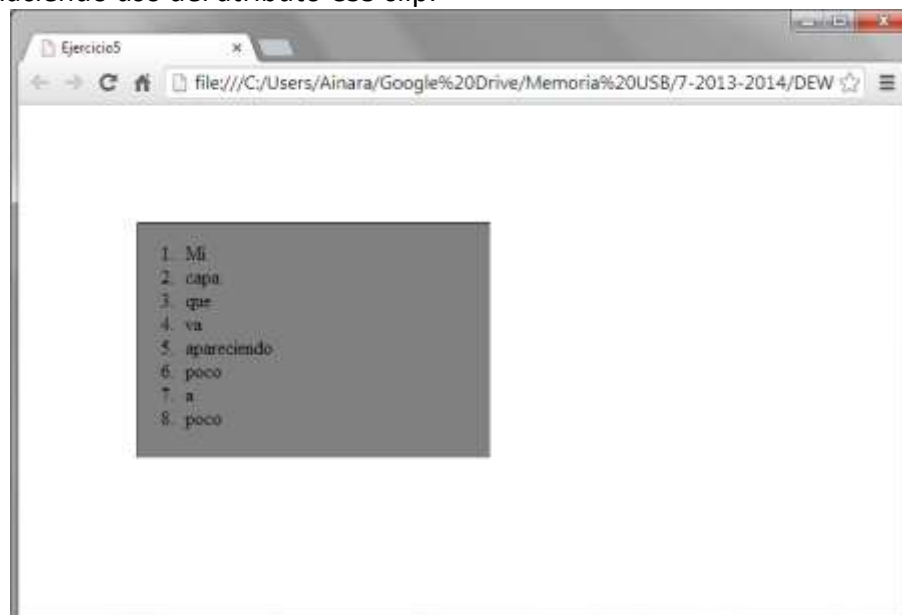 haciendo uso del atributo CSS clip.
Ejercicio5
file:///C:/Users/Ainara/Google%20Drive/Memoria%20USB/7-2013-2014/DEW
1. Mi
2. capa
3. que
4. va
5. apareciendo
6. poco
7. a
8. poco